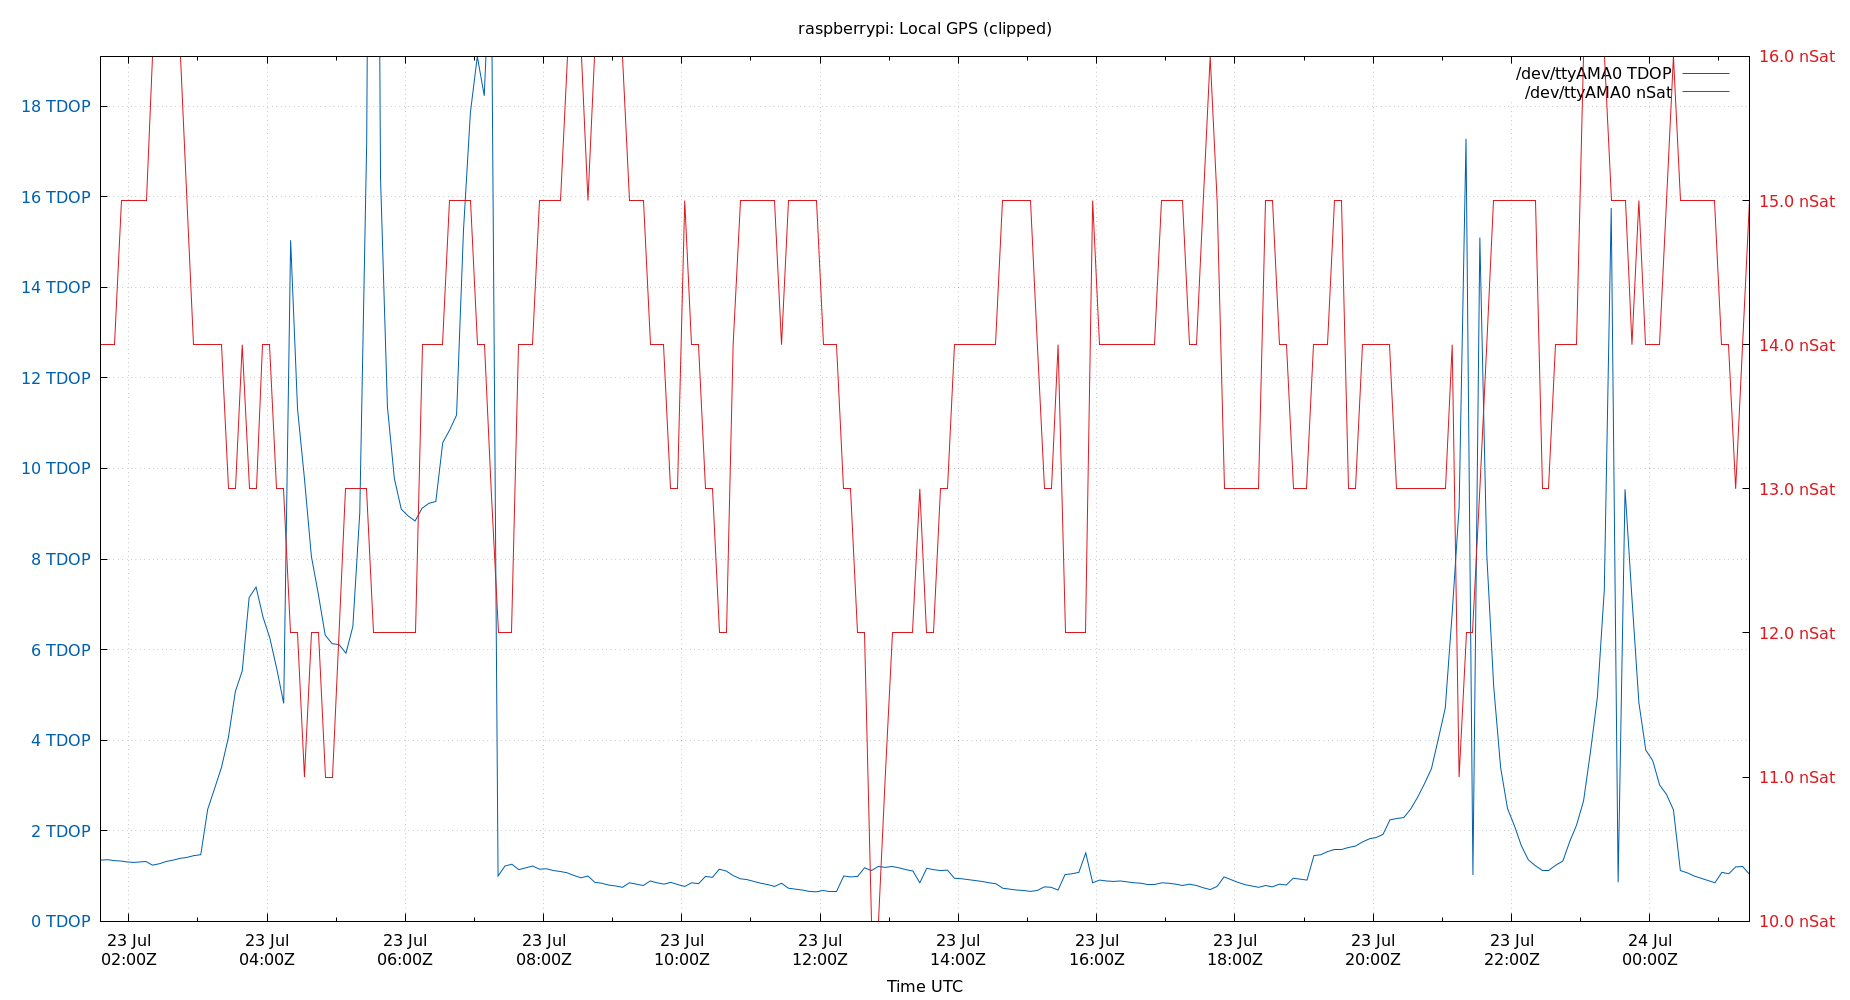 raspberrypi: Local GPS (clipped)
/dev/ttyAMA0 TDOP
/dev/ttyAMA0 nSat
18 TDOP
16 TDOP
14 TDOP
12 TDOP
10 TDOP
8 TDOP
6 TDOP
4 TDOP
2 TDOP
0 TDOP
16.0 nSat
15.0 nSat
14.0 nSat
13.0 nSat
12.0 nSat
11.0 nSat
10.0 nSat
23 Jul
02:00Z
23 Jul
04:00Z
23 Jul
06:00Z
23 Jul
08:00Z
23 Jul
10:00Z
23 Jul
12:00Z
23 Jul
14:00Z
23 Jul
16:00Z
23 Jul
18:00Z
23 Jul
20:00Z
23 Jul
22:00Z
24 Jul
00:00Z
Time UTC